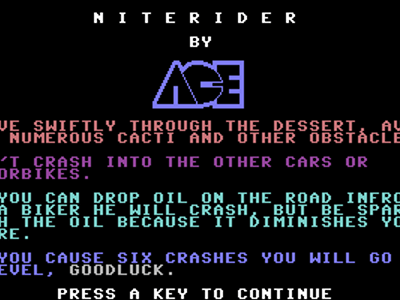 NITERIDER
BY
ACE
VE SWIFTLY THROUGH THE DESSERT, AV
NUMEROUS CACTI AND OTHER OBSTACLE
'T CRASH INTO THE OTHER CARS OR
ORBIKES.
YOU CAN DROP OIL ON THE ROAD INFRO
A BIKER HE WILL CRASH, BUT BE SPAR
H THE OIL BECAUSE IT DIMINISHES YO
RE.
YOU CAUSE SIX CRASHES YOU WILL GO
EVEL, GOODLUCK.
PRESS A KEY TO CONTINUE